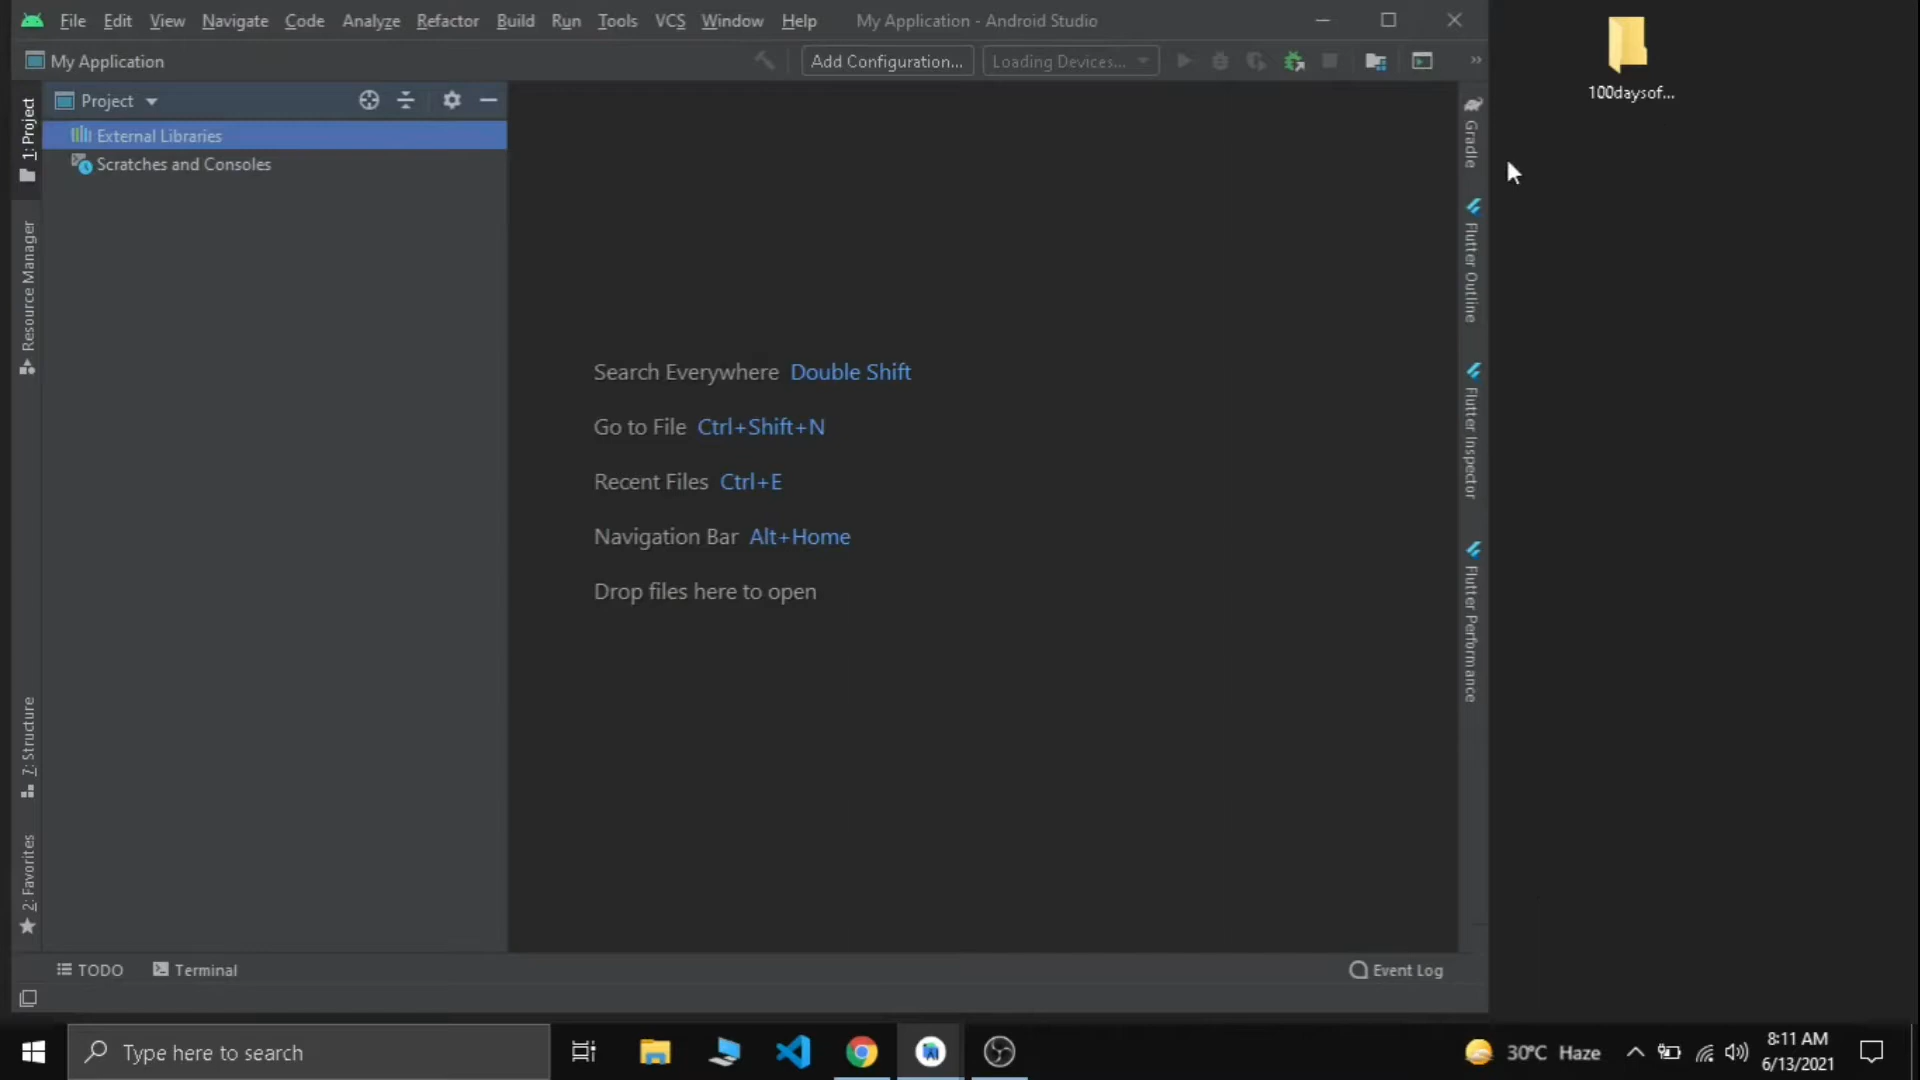 File Edit View Navigate Code Analyze Refactor Build Run Tools VCS Window Help My Application - Android Studio
My Application Add Configuration... Loading Devices... »
100daysof...
Project
External Libraries
Scratches and Consoles
1: Project
Resource Manager
7: Structure
2: Favorites
Search Everywhere Double Shift
Go to File Ctrl+Shift+N
Recent Files Ctrl+E
Navigation Bar Alt+Home
Drop files here to open
Gradle
Flutter Outline
Flutter Inspector
Flutter Performance
TODO Terminal Event Log
Type here to search
30°C Haze
8:11 AM
6/13/2021